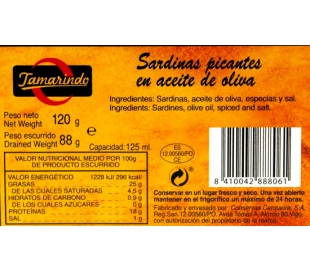 Tamarindo
Sardinas picantes
en aceite de oliva
Ingredientes: Sardinas, aceite de oliva, especias y sal.
Ingredients: Sardines, olive oil, spiced and salt.
Peso neto
Net Weight 120 g
Peso escurrido
Drained Weight 88 g
e
Capacidad: 125 ml.
VALOR NUTRICIONAL MEDIO POR 100g
DE PRODUCTO ESCURRIDO
VALOR ENERGÉTICO 1228 kJ/ 296 kcal
GRASAS 25 g
DE LAS CUALES SATURADAS 4,5 g
HIDRATOS DE CARBONO 0,9 g
DE LOS CUALES AZÚCARES 0 g
PROTEÍNAS 18 g
SAL 1 g
ES
12.00560/PO
CE
8 410042 888061
Conservar en un lugar fresco y seco. Una vez abierto
mantener en el frigorífico un máximo de 24 horas.
Fabricado y envasado por: Conservas Cerqueira, S.A.
Reg.San 12.00560/PO. Avda Tomás A. Alonso 80.Vigo.
con autorización del propietario de la marca.